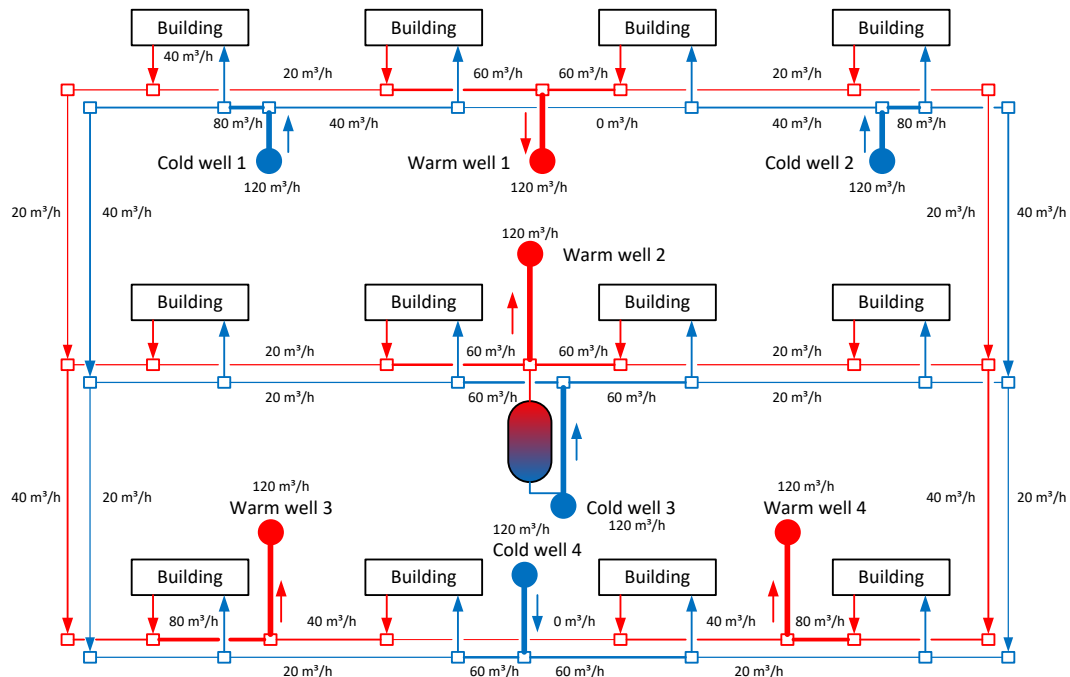 Building
Building
Building
Building
40 m³/h
20 m³/h
60 m³/h
60 m³/h
20 m³/h
80 m³/h
40 m³/h
0 m³/h
40 m³/h
80 m³/h
Cold well 1
Warm well 1
Cold well 2
120 m³/h
120 m³/h
120 m³/h
20 m³/h
40 m³/h
20 m³/h
40 m³/h
120 m³/h
Warm well 2
Building
Building
Building
Building
20 m³/h
60 m³/h
60 m³/h
20 m³/h
20 m³/h
60 m³/h
60 m³/h
20 m³/h
40 m³/h
20 m³/h
40 m³/h
20 m³/h
120 m³/h
Warm well 3
Cold well 3
120 m³/h
120 m³/h
Warm well 4
120 m³/h
Cold well 4
Building
Building
Building
Building
80 m³/h
40 m³/h
0 m³/h
40 m³/h
80 m³/h
20 m³/h
60 m³/h
60 m³/h
20 m³/h